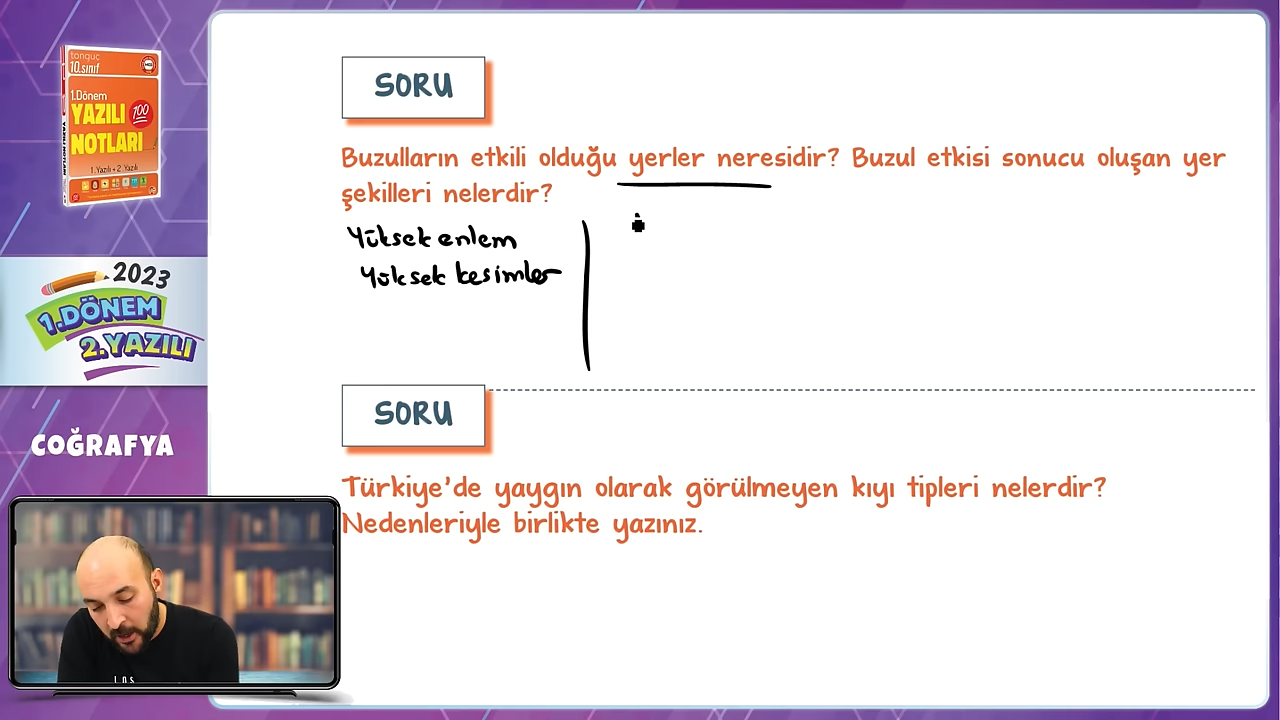 tonguç
10.sınıf
1.Dönem
YAZILI
100
NOTLARI
1. Yazılı + 2. Yazılı
YAZILI NOTLARI
2023
1.DÖNEM
2.YAZILI
COĞRAFYA
SORU
Buzulların etkili olduğu yerler neresidir? Buzul etkisi sonucu oluşan yer
şekilleri nelerdir?
Yüksek enlem
Yüksek kesimler
SORU
Türkiye'de yaygın olarak görülmeyen kıyı tipleri nelerdir?
Nedenleriyle birlikte yazınız.